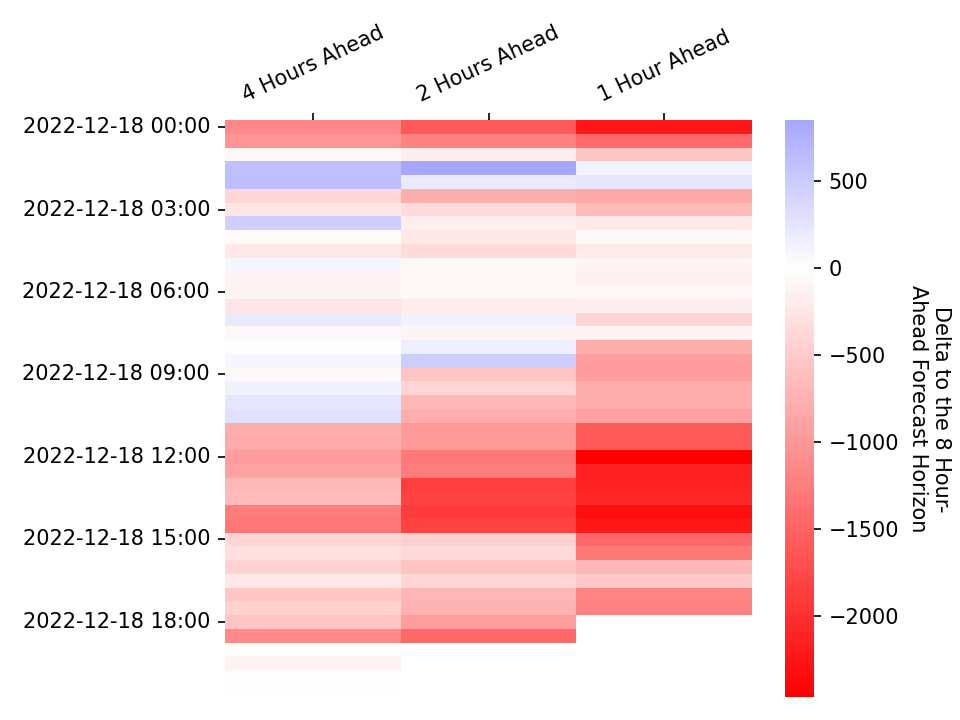 4 Hours Ahead
2 Hours Ahead
1 Hour Ahead
2022-12-18 00:00
2022-12-18 03:00
2022-12-18 06:00
2022-12-18 09:00
2022-12-18 12:00
2022-12-18 15:00
2022-12-18 18:00
500
0
−500
−1000
−1500
−2000
Delta to the 8 Hour-
Ahead Forecast Horizon